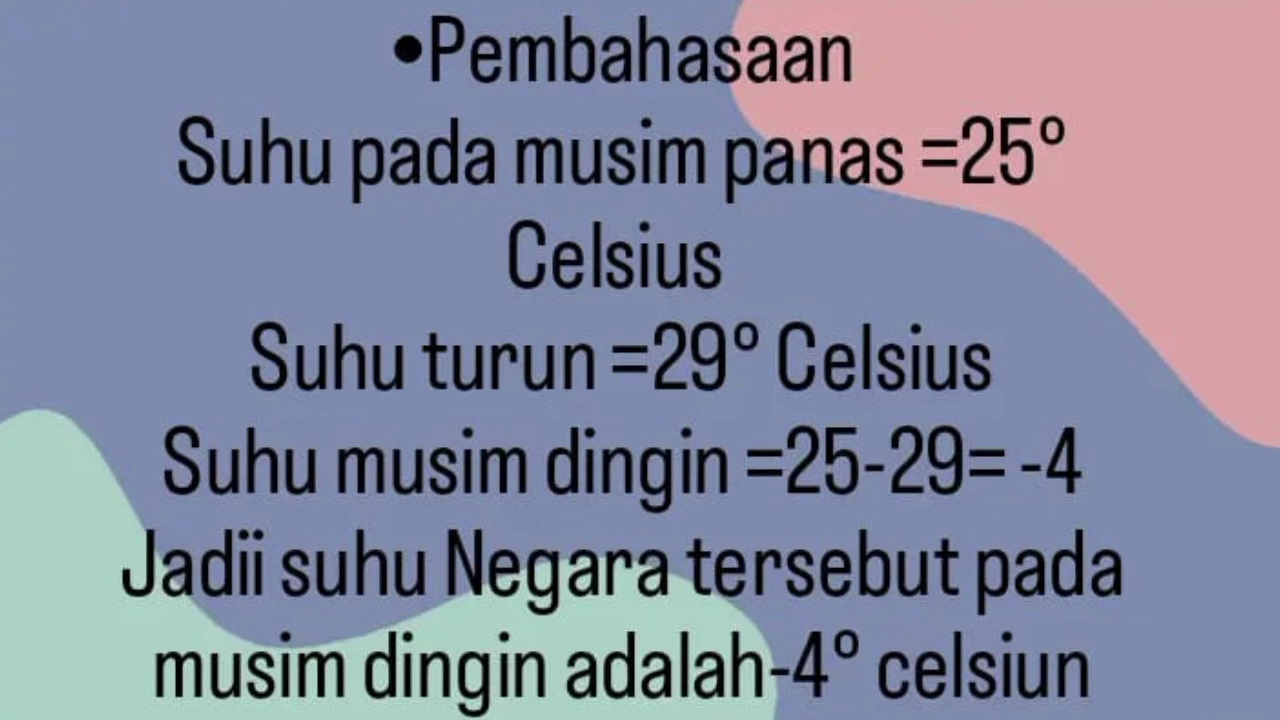 •Pembahasaan
Suhu pada musim panas =25°
Celsius
Suhu turun =29° Celsius
Suhu musim dingin =25-29= -4
Jadii suhu Negara tersebut pada
musim dingin adalah-4° celsiun